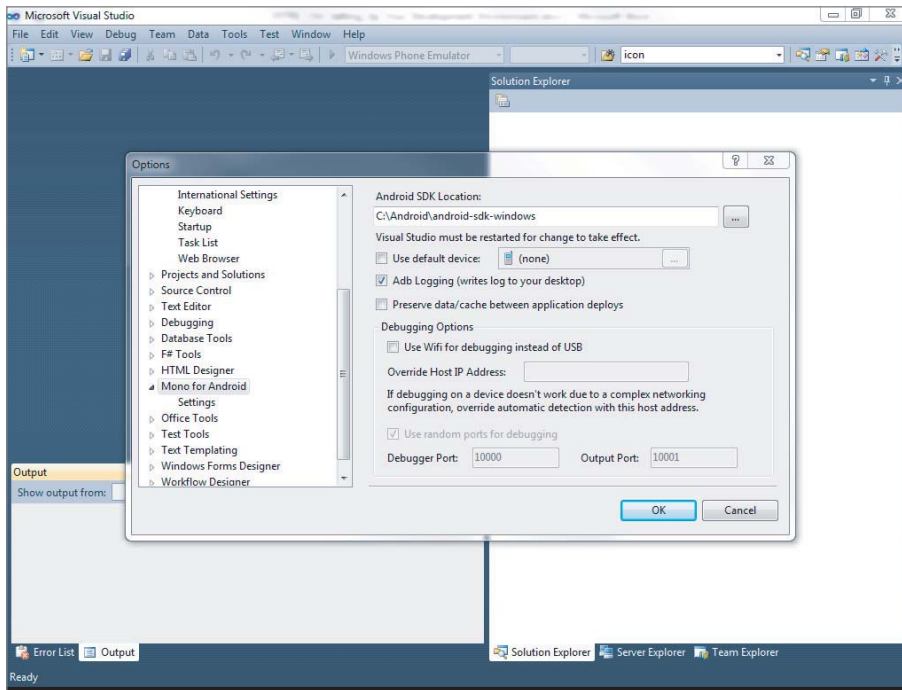 Microsoft Visual Studio
File Edit View Debug Team Data Tools Test Window Help
Windows Phone Emulator
icon
Solution Explorer
Options
International Settings
Keyboard
Startup
Task List
Web Browser
Projects and Solutions
Source Control
Text Editor
Debugging
Database Tools
F# Tools
HTML Designer
Mono for Android
Settings
Office Tools
Test Tools
Text Templating
Windows Forms Designer
Workflow Designer
Android SDK Location:
C:\Android\android-sdk-windows
...
Visual Studio must be restarted for change to take effect.
Use default device: (none) ...
Adb Logging (writes log to your desktop)
Preserve data/cache between application deploys
Debugging Options
Use Wifi for debugging instead of USB
Override Host IP Address:
If debugging on a device doesn't work due to a complex networking
configuration, override automatic detection with this host address.
Use random ports for debugging
Debugger Port: 10000 Output Port: 10001
OK Cancel
Output
Show output from:
Error List Output
Solution Explorer Server Explorer Team Explorer
Ready